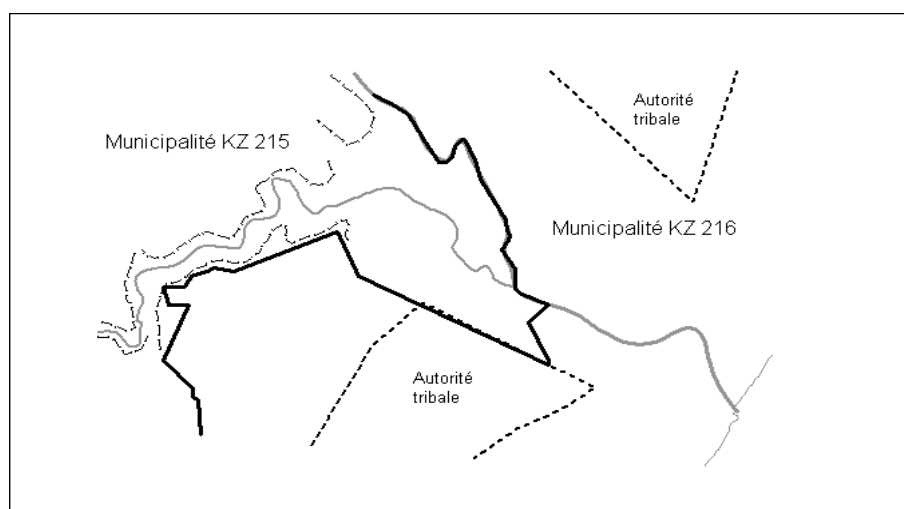 Autorité
tribale
Municipalité KZ 215
Municipalité KZ 216
Autorité
tribale